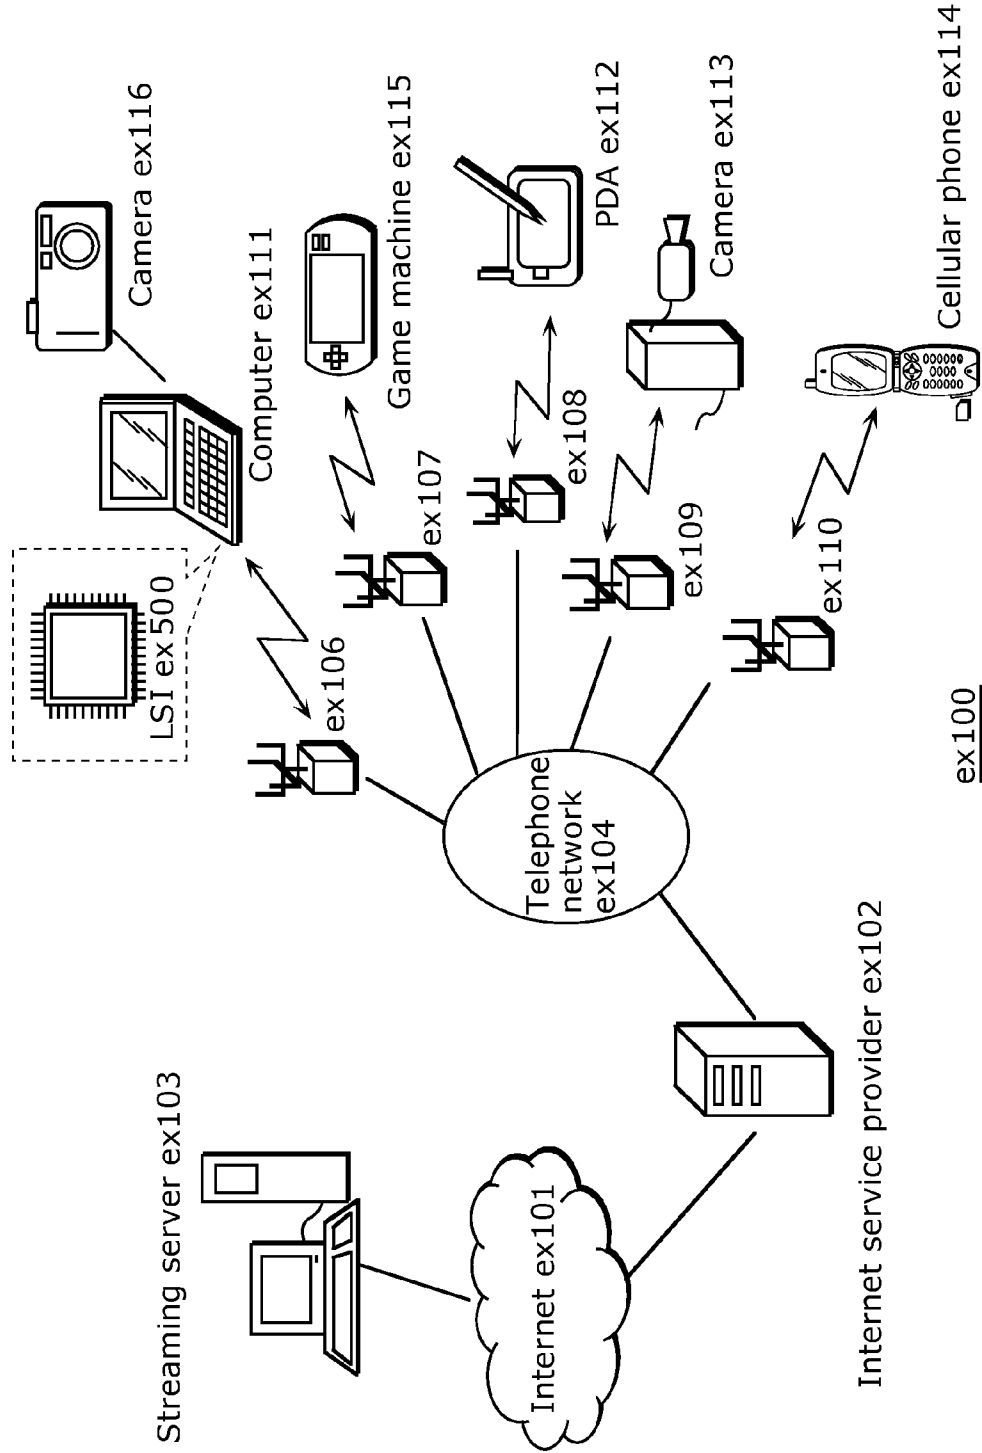 Camera ex116
LSI ex500
Streaming server ex103
Computer ex111
ex106
Game machine ex115
ex107
Internet ex101
Telephone
network
ex104
ex108
PDA ex112
ex109
Camera ex113
ex110
Internet service provider ex102
Cellular phone ex114
ex100